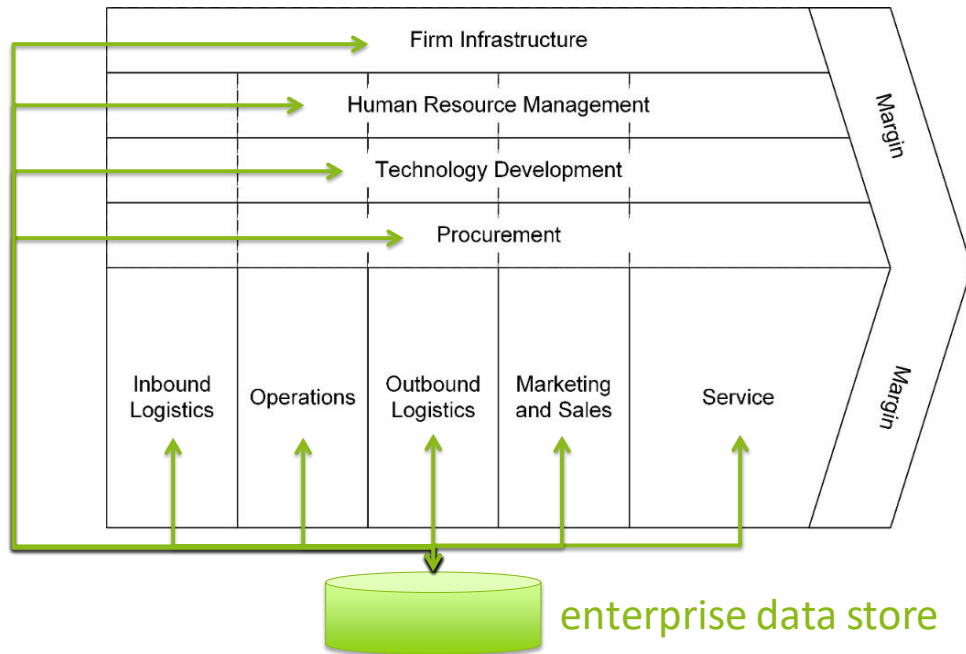 Firm Infrastructure
Human Resource Management
Technology Development
Procurement
Margin
Inbound
Logistics
Operations
Outbound
Logistics
Marketing
and Sales
Service
Margin
enterprise data store